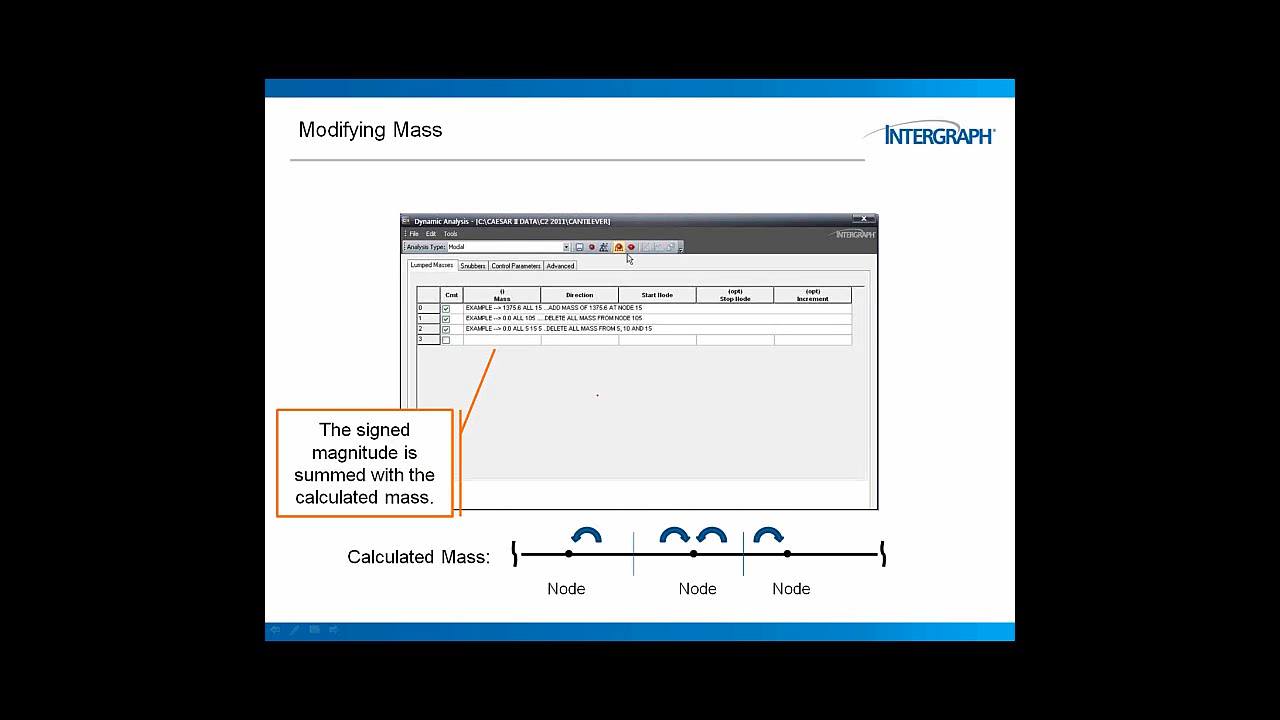 Modifying Mass
INTERGRAPH
Dynamic Analysis - [C:\CAESAR II DATA\C2 2011\CANTILEVER]
File Edit Tools
INTERGRAPH
Analysis Type: Modal
Lumped Masses Snubbers Control Parameters Advanced
Cmt () Mass Direction Start Node (opt) Stop Node (opt) Increment
0 EXAMPLE --> 1375.6 ALL 15 ...ADD MASS OF 1375.6 AT NODE 15
1 EXAMPLE --> 0.0 ALL 105 .....DELETE ALL MASS FROM NODE 105
2 EXAMPLE --> 0.0 ALL 5 15 5 ..DELETE ALL MASS FROM 5, 10 AND 15
3
The signed
magnitude is
summed with the
calculated mass.
Calculated Mass:
Node Node Node